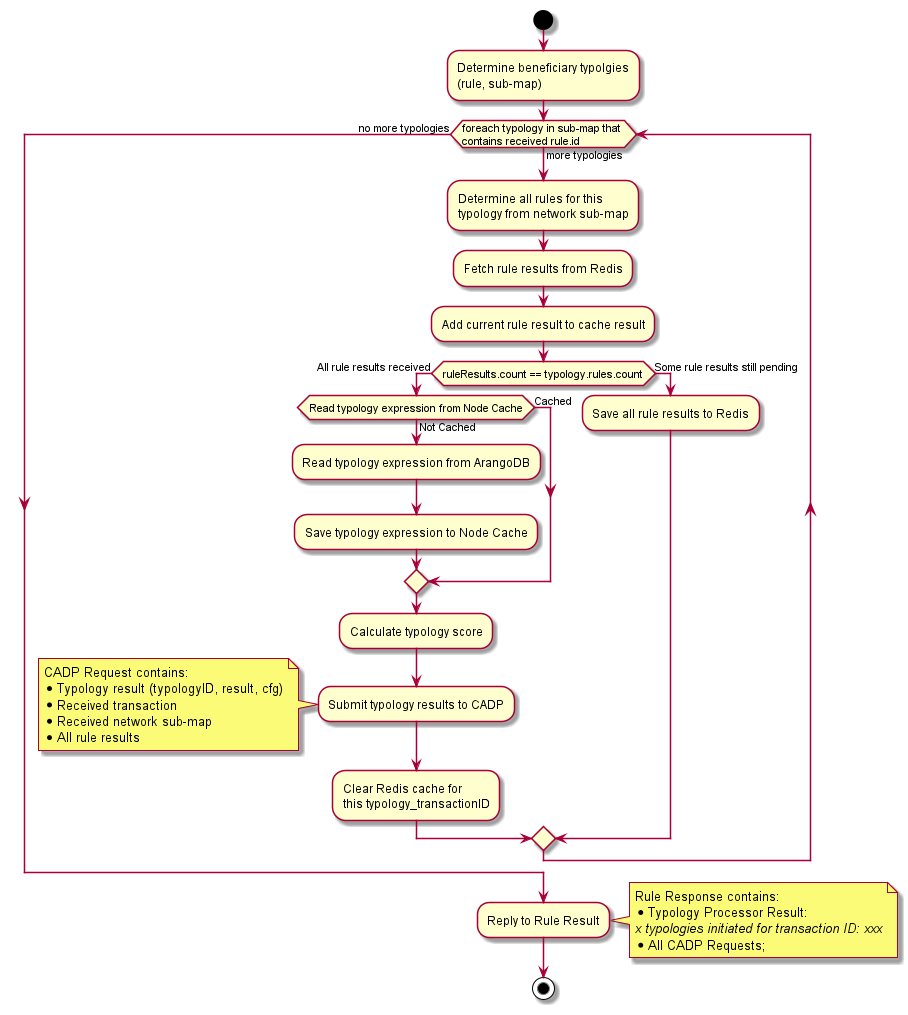 Determine beneficiary typolgies
(rule, sub-map)
no more typologies
foreach typology in sub-map that
contains received rule.id
more typologies
Determine all rules for this
typology from network sub-map
Fetch rule results from Redis
Add current rule result to cache result
All rule results received
ruleResults.count == typology.rules.count
Some rule results still pending
Read typology expression from Node Cache
Cached
Not Cached
Save all rule results to Redis
Read typology expression from ArangoDB
Save typology expression to Node Cache
Calculate typology score
CADP Request contains:
• Typology result (typologyID, result, cfg)
• Received transaction
• Received network sub-map
• All rule results
Submit typology results to CADP
Clear Redis cache for
this typology_transactionID
Reply to Rule Result
Rule Response contains:
• Typology Processor Result:
x typologies initiated for transaction ID: xxx
• All CADP Requests;